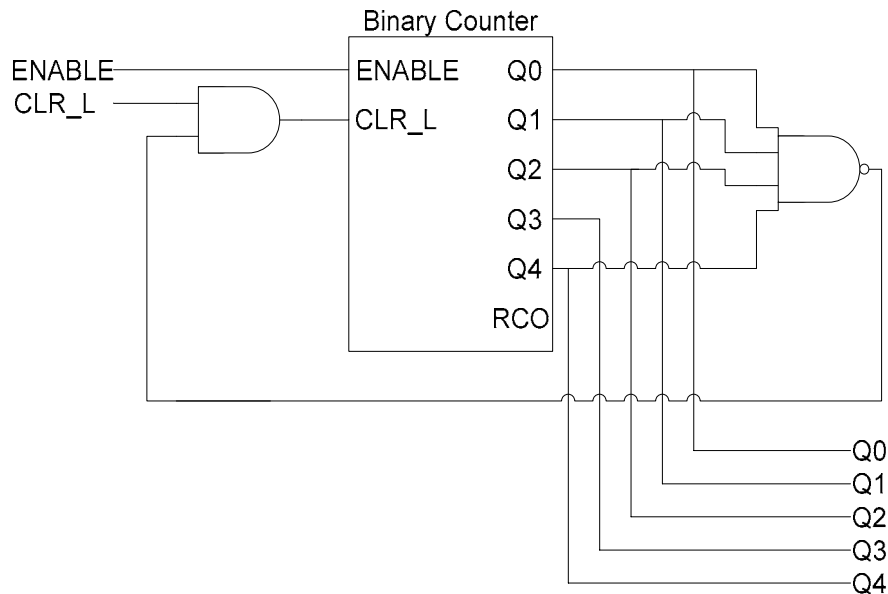 Binary Counter
ENABLE
CLR_L
ENABLE
CLR_L
Q0
Q1
Q2
Q3
Q4
RCO
Q0
Q1
Q2
Q3
Q4